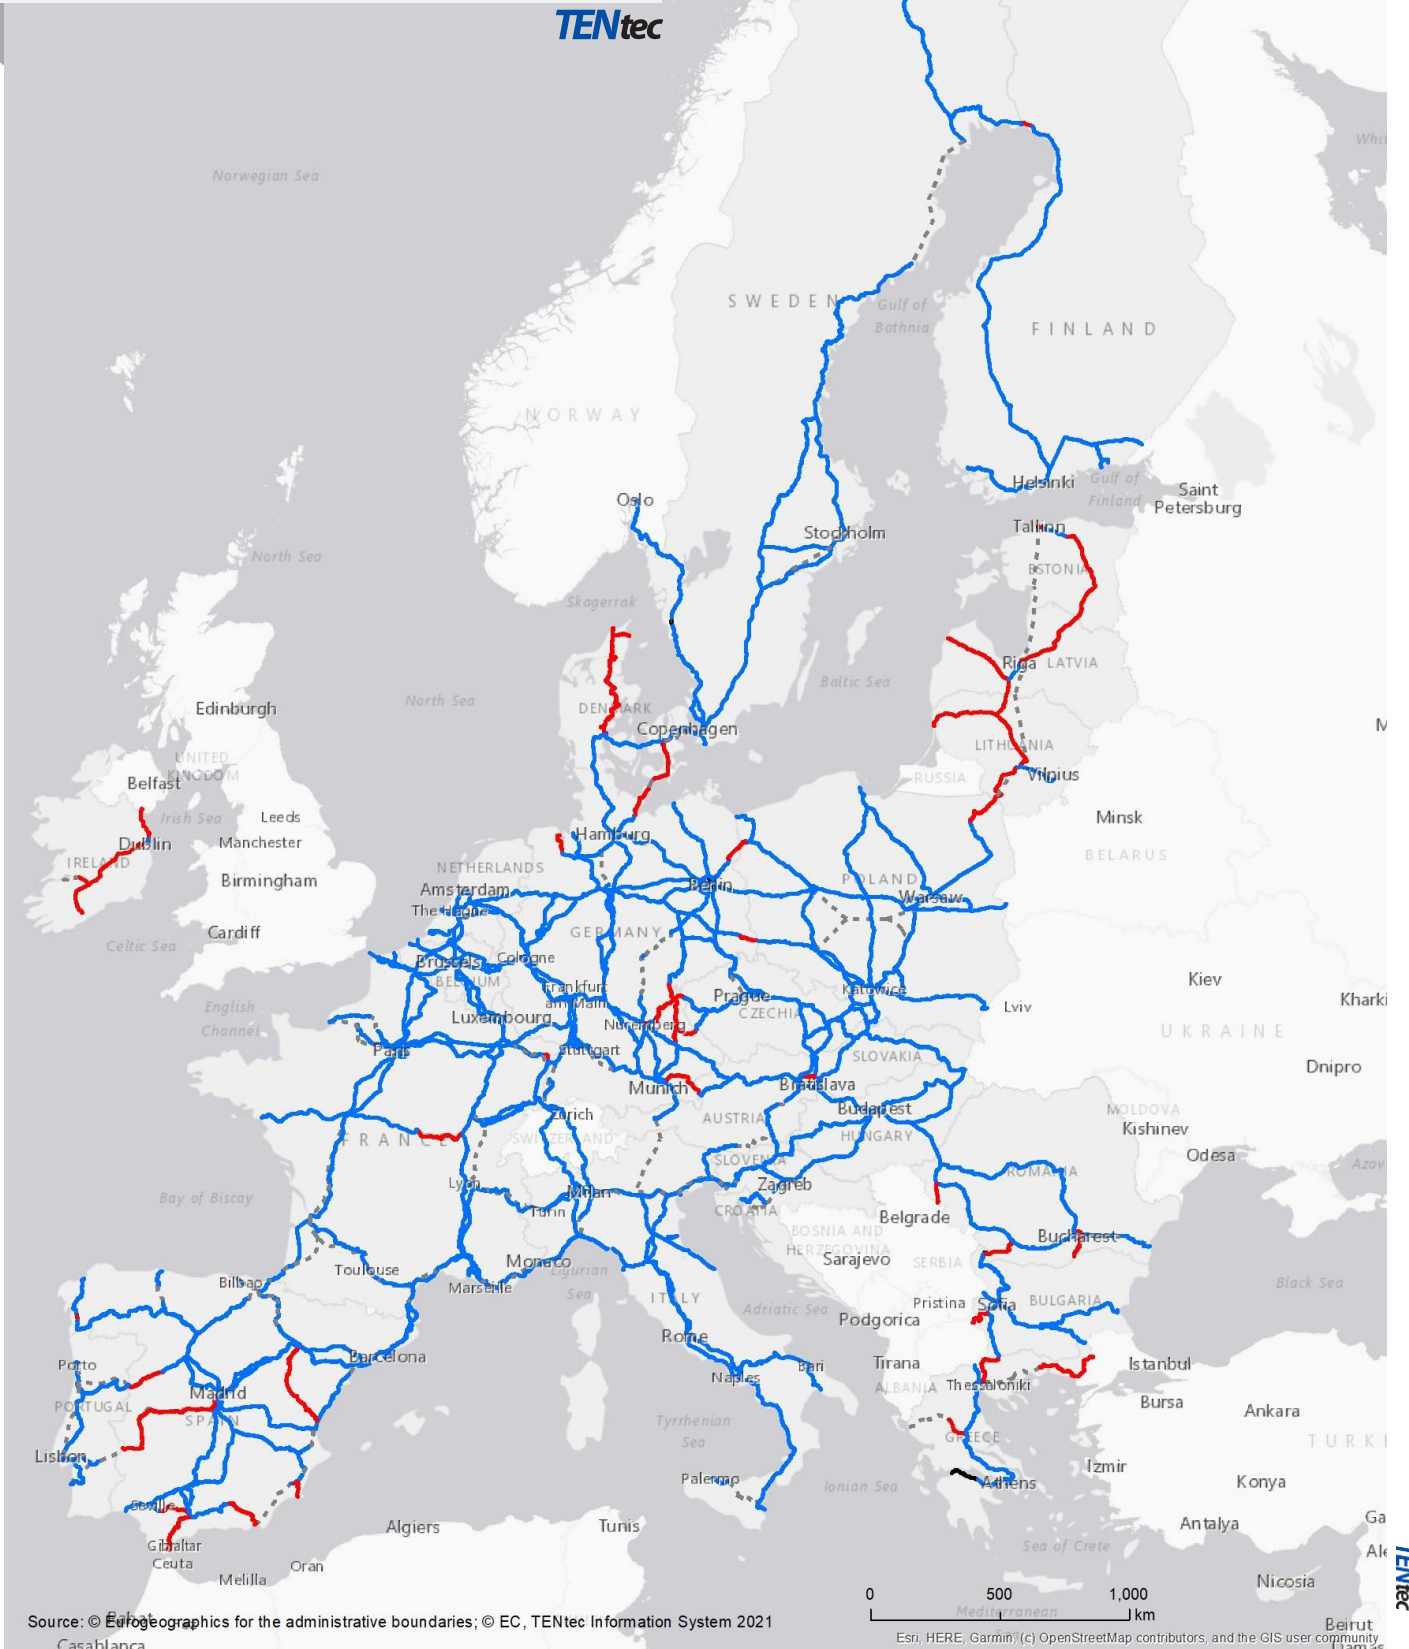 TENtec
Whit
Norwegian Sea
SWEDEN
Gulf of
Bothnia
FINLAND
NORWAY
Helsinki
Gulf of
Finland
Saint
Petersburg
Oslo
Stockholm
Tallinn
North Sea
ESTONIA
Skagerrak
Riga
LATVIA
Baltic Sea
North Sea
Edinburgh
DENMARK
Copenhagen
M
LITHUANIA
UNITED
KINGDOM
RUSSIA
Vilnius
Belfast
Irish Sea
Leeds
Minsk
Hamburg
Dublin
Manchester
BELARUS
IRELAND
NETHERLANDS
Birmingham
Amsterdam
Berlin
POLAND
Warsaw
The Hague
Cardiff
GERMANY
Celtic Sea
Brussels
Cologne
BELGIUM
Kiev
Frankfurt
am Main
Prague
Katowice
Kharki
English
Channel
Lviv
CZECHIA
Luxembourg
Nuremberg
UKRAINE
Paris
Stuttgart
SLOVAKIA
Dnipro
Munich
Bratislava
Zurich
AUSTRIA
Budapest
MOLDOVA
Kishinev
FRANCE
SWITZERLAND
HUNGARY
Odesa
SLOVENIA
Azov
ROMANIA
Lyon
Milan
Zagreb
Bay of Biscay
Turin
CROATIA
Belgrade
BOSNIA AND
HERZEGOVINA
Bucharest
Monaco
Sarajevo
SERBIA
Toulouse
Ligurian
Sea
Bilbao
Marseille
Black Sea
ITALY
Adriatic Sea
Pristina
Sofia
BULGARIA
Podgorica
Rome
Porto
Barcelona
Bari
Tirana
Istanbul
Naples
ALBANIA
Thessaloniki
Madrid
PORTUGAL
SPAIN
Bursa
Ankara
Tyrrhenian
Sea
GREECE
TURK
Lisbon
Izmir
Palermo
Ionian Sea
Athens
Konya
Seville
Algiers
Tunis
Antalya
Ga
Gibraltar
Ceuta
Sea of Crete
Ale
Oran
Melilla
Nicosia
TENtec
0 500 1,000
km
Mediterranean
Sea
Rabat
Fas
Source: © Eurogeographics for the administrative boundaries; © EC, TENtec Information System 2021
Beirut
Esri, HERE, Garmin, (c) OpenStreetMap contributors, and the GIS user community
Casablanca
Damas